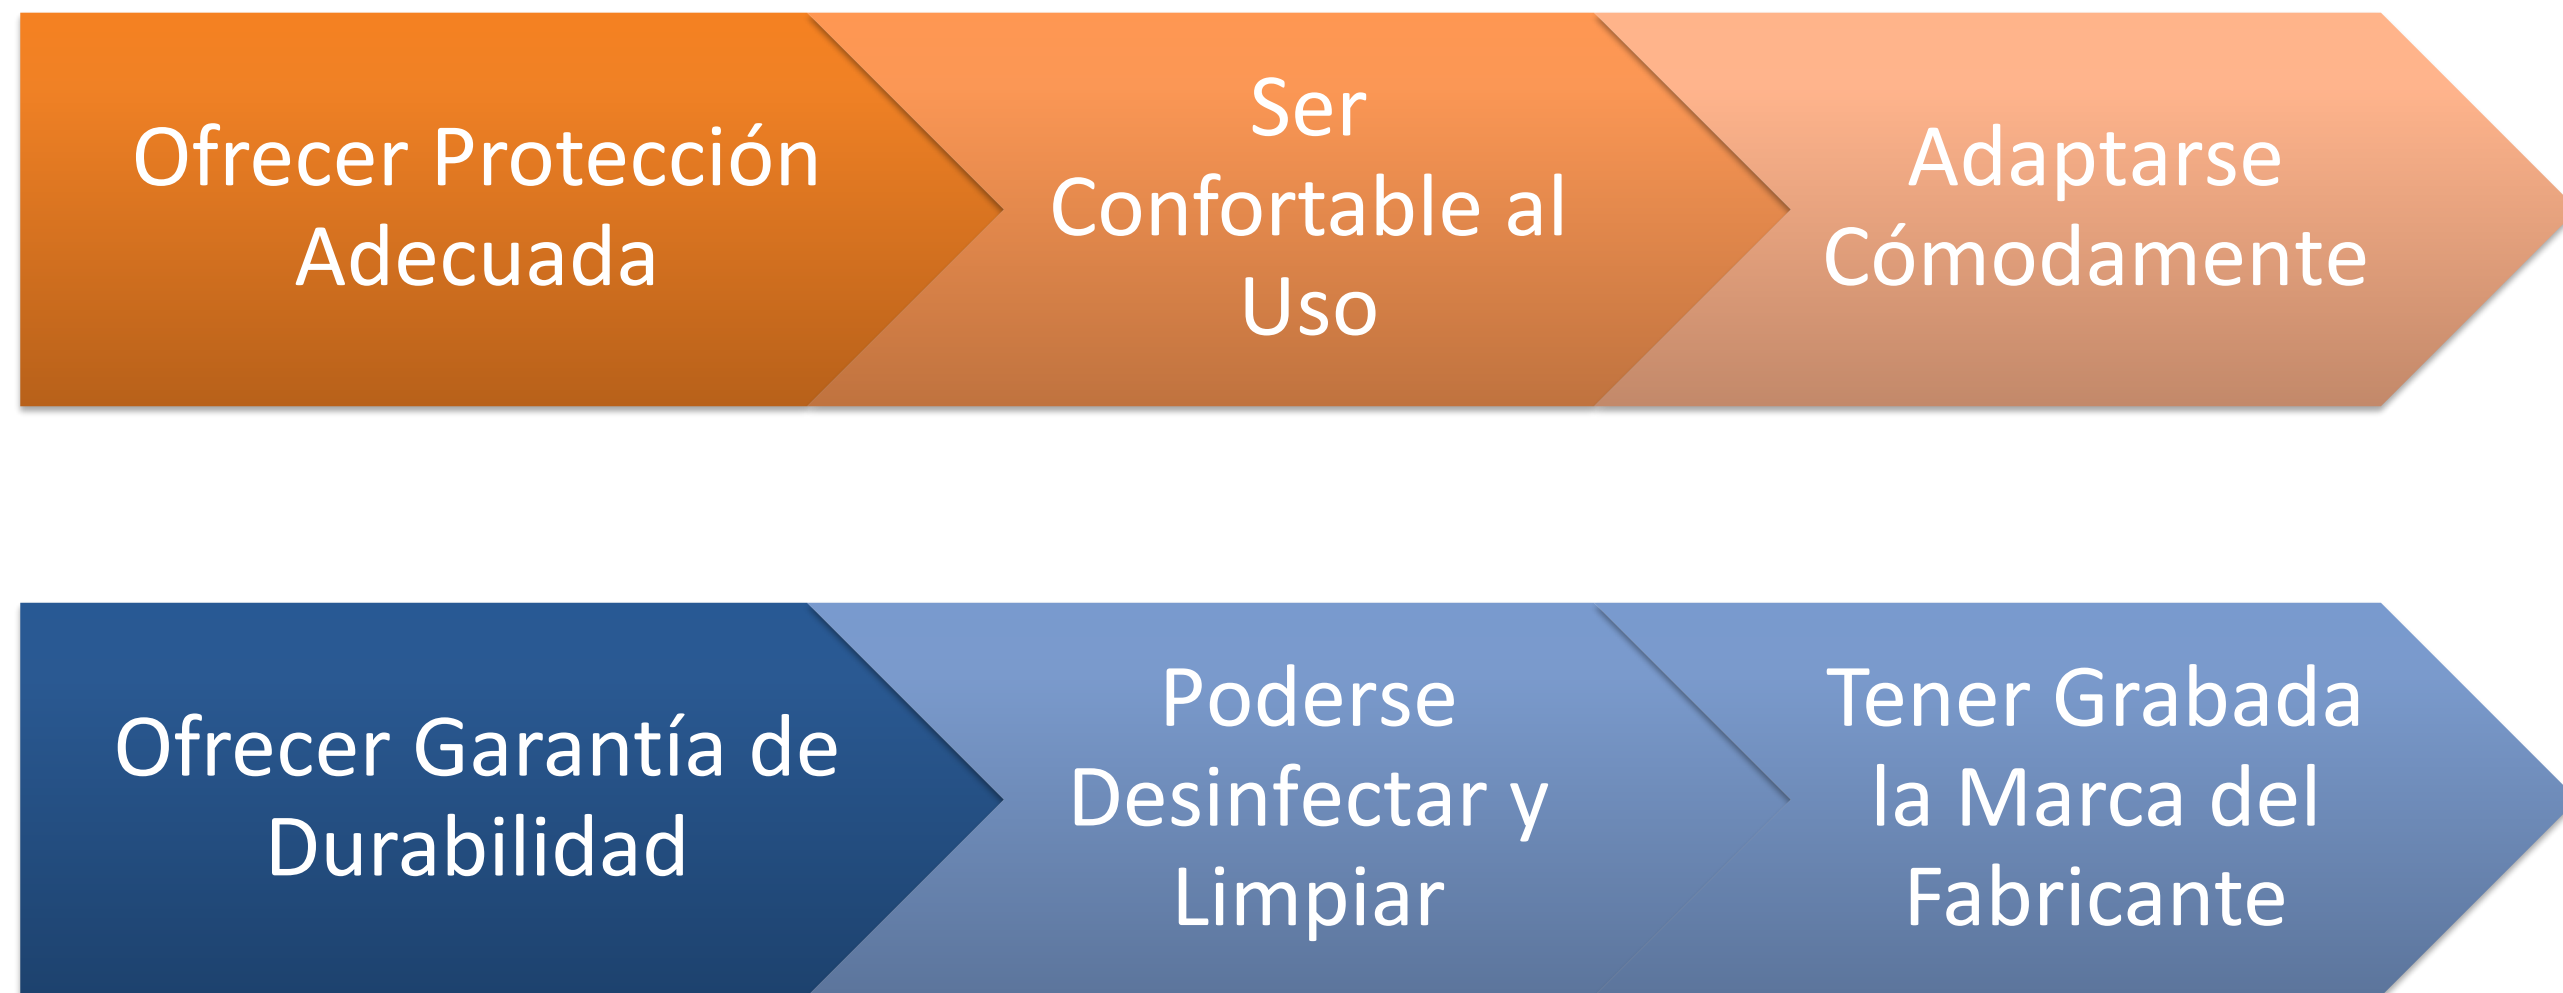 Ofrecer Protección
Adecuada
Ser
Confortable al
Uso
Adaptarse
Cómodamente
Ofrecer Garantía de
Durabilidad
Poderse
Desinfectar y
Limpiar
Tener Grabada
la Marca del
Fabricante